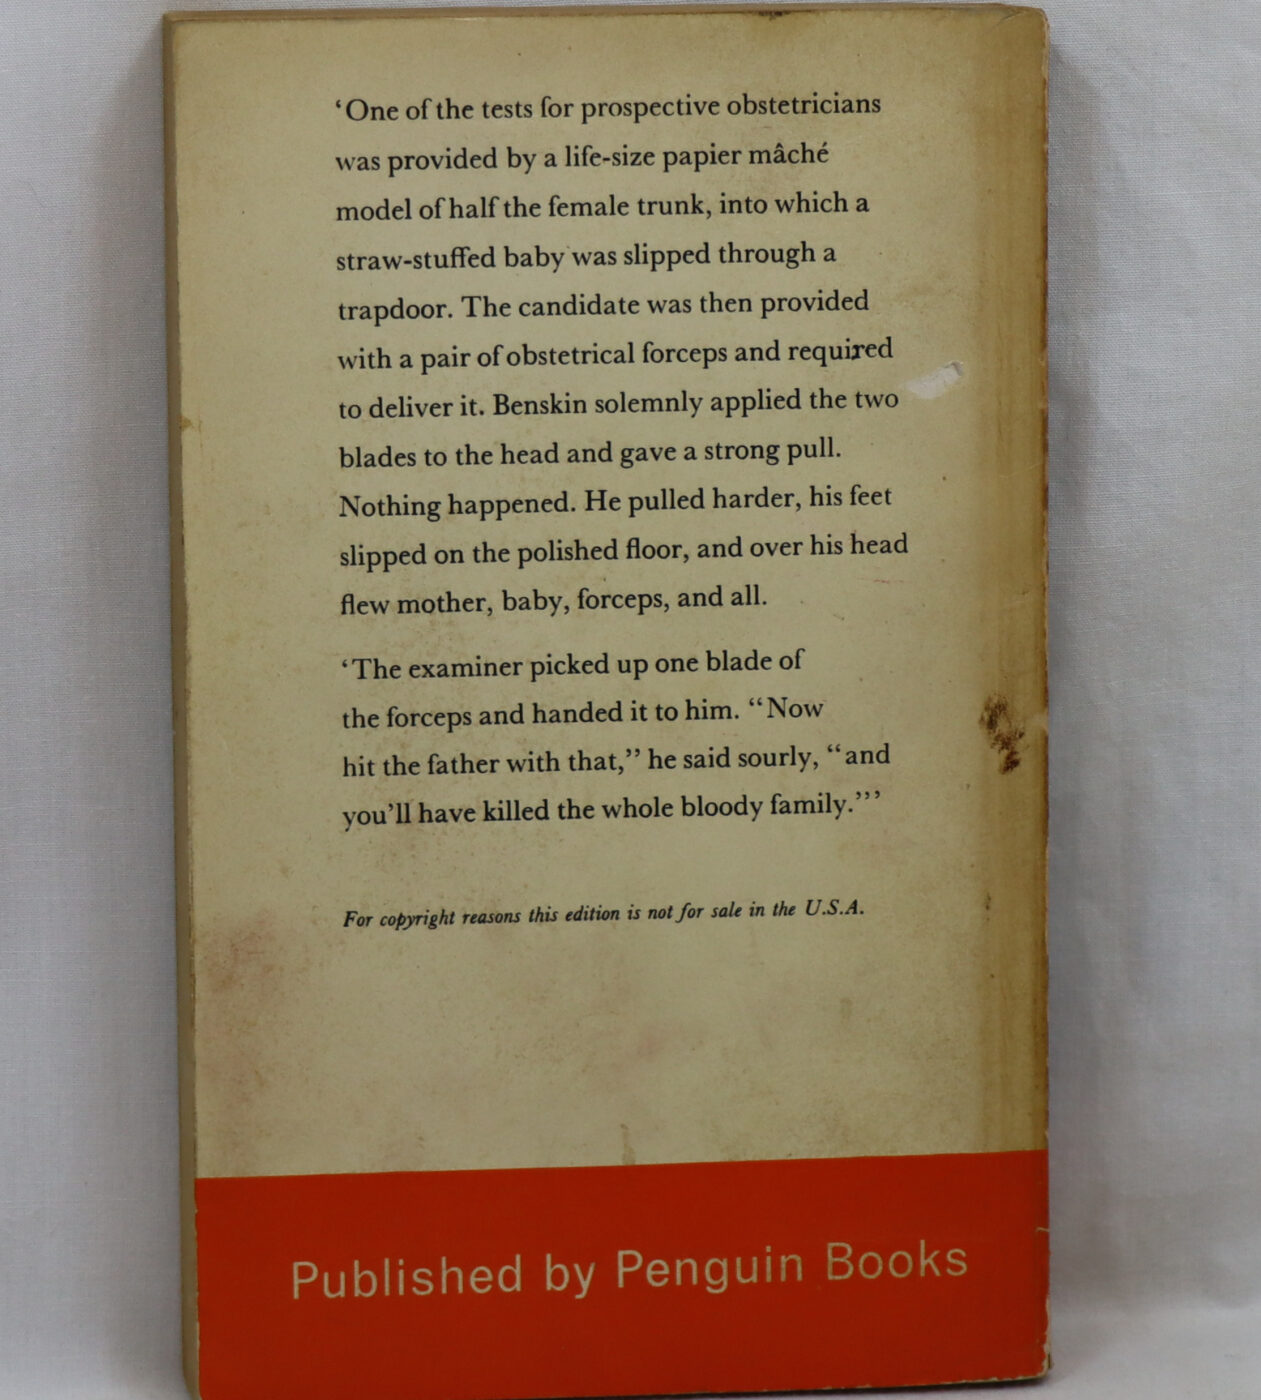 ‘One of the tests for prospective obstetricians
was provided by a life-size papier mâché
model of half the female trunk, into which a
straw-stuffed baby was slipped through a
trapdoor. The candidate was then provided
with a pair of obstetrical forceps and required
to deliver it. Benskin solemnly applied the two
blades to the head and gave a strong pull.
Nothing happened. He pulled harder, his feet
slipped on the polished floor, and over his head
flew mother, baby, forceps, and all.
‘The examiner picked up one blade of
the forceps and handed it to him. “Now
hit the father with that,” he said sourly, “and
you’ll have killed the whole bloody family.”’
For copyright reasons this edition is not for sale in the U.S.A.
Published by Penguin Books